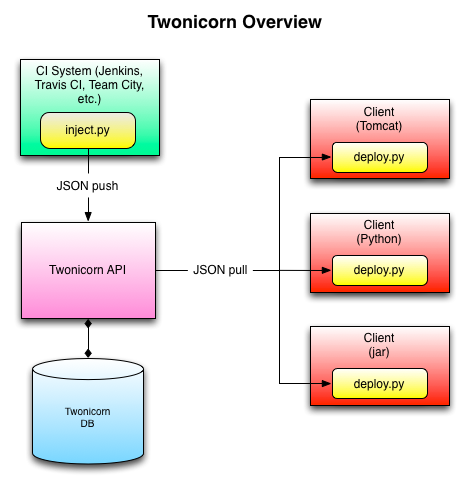 Twonicorn Overview
CI System (Jenkins,
Travis CI, Team City,
etc.)
inject.py
JSON push
Twonicorn API
Twonicorn
DB
JSON pull
Client
(Tomcat)
deploy.py
Client
(Python)
deploy.py
Client
(jar)
deploy.py